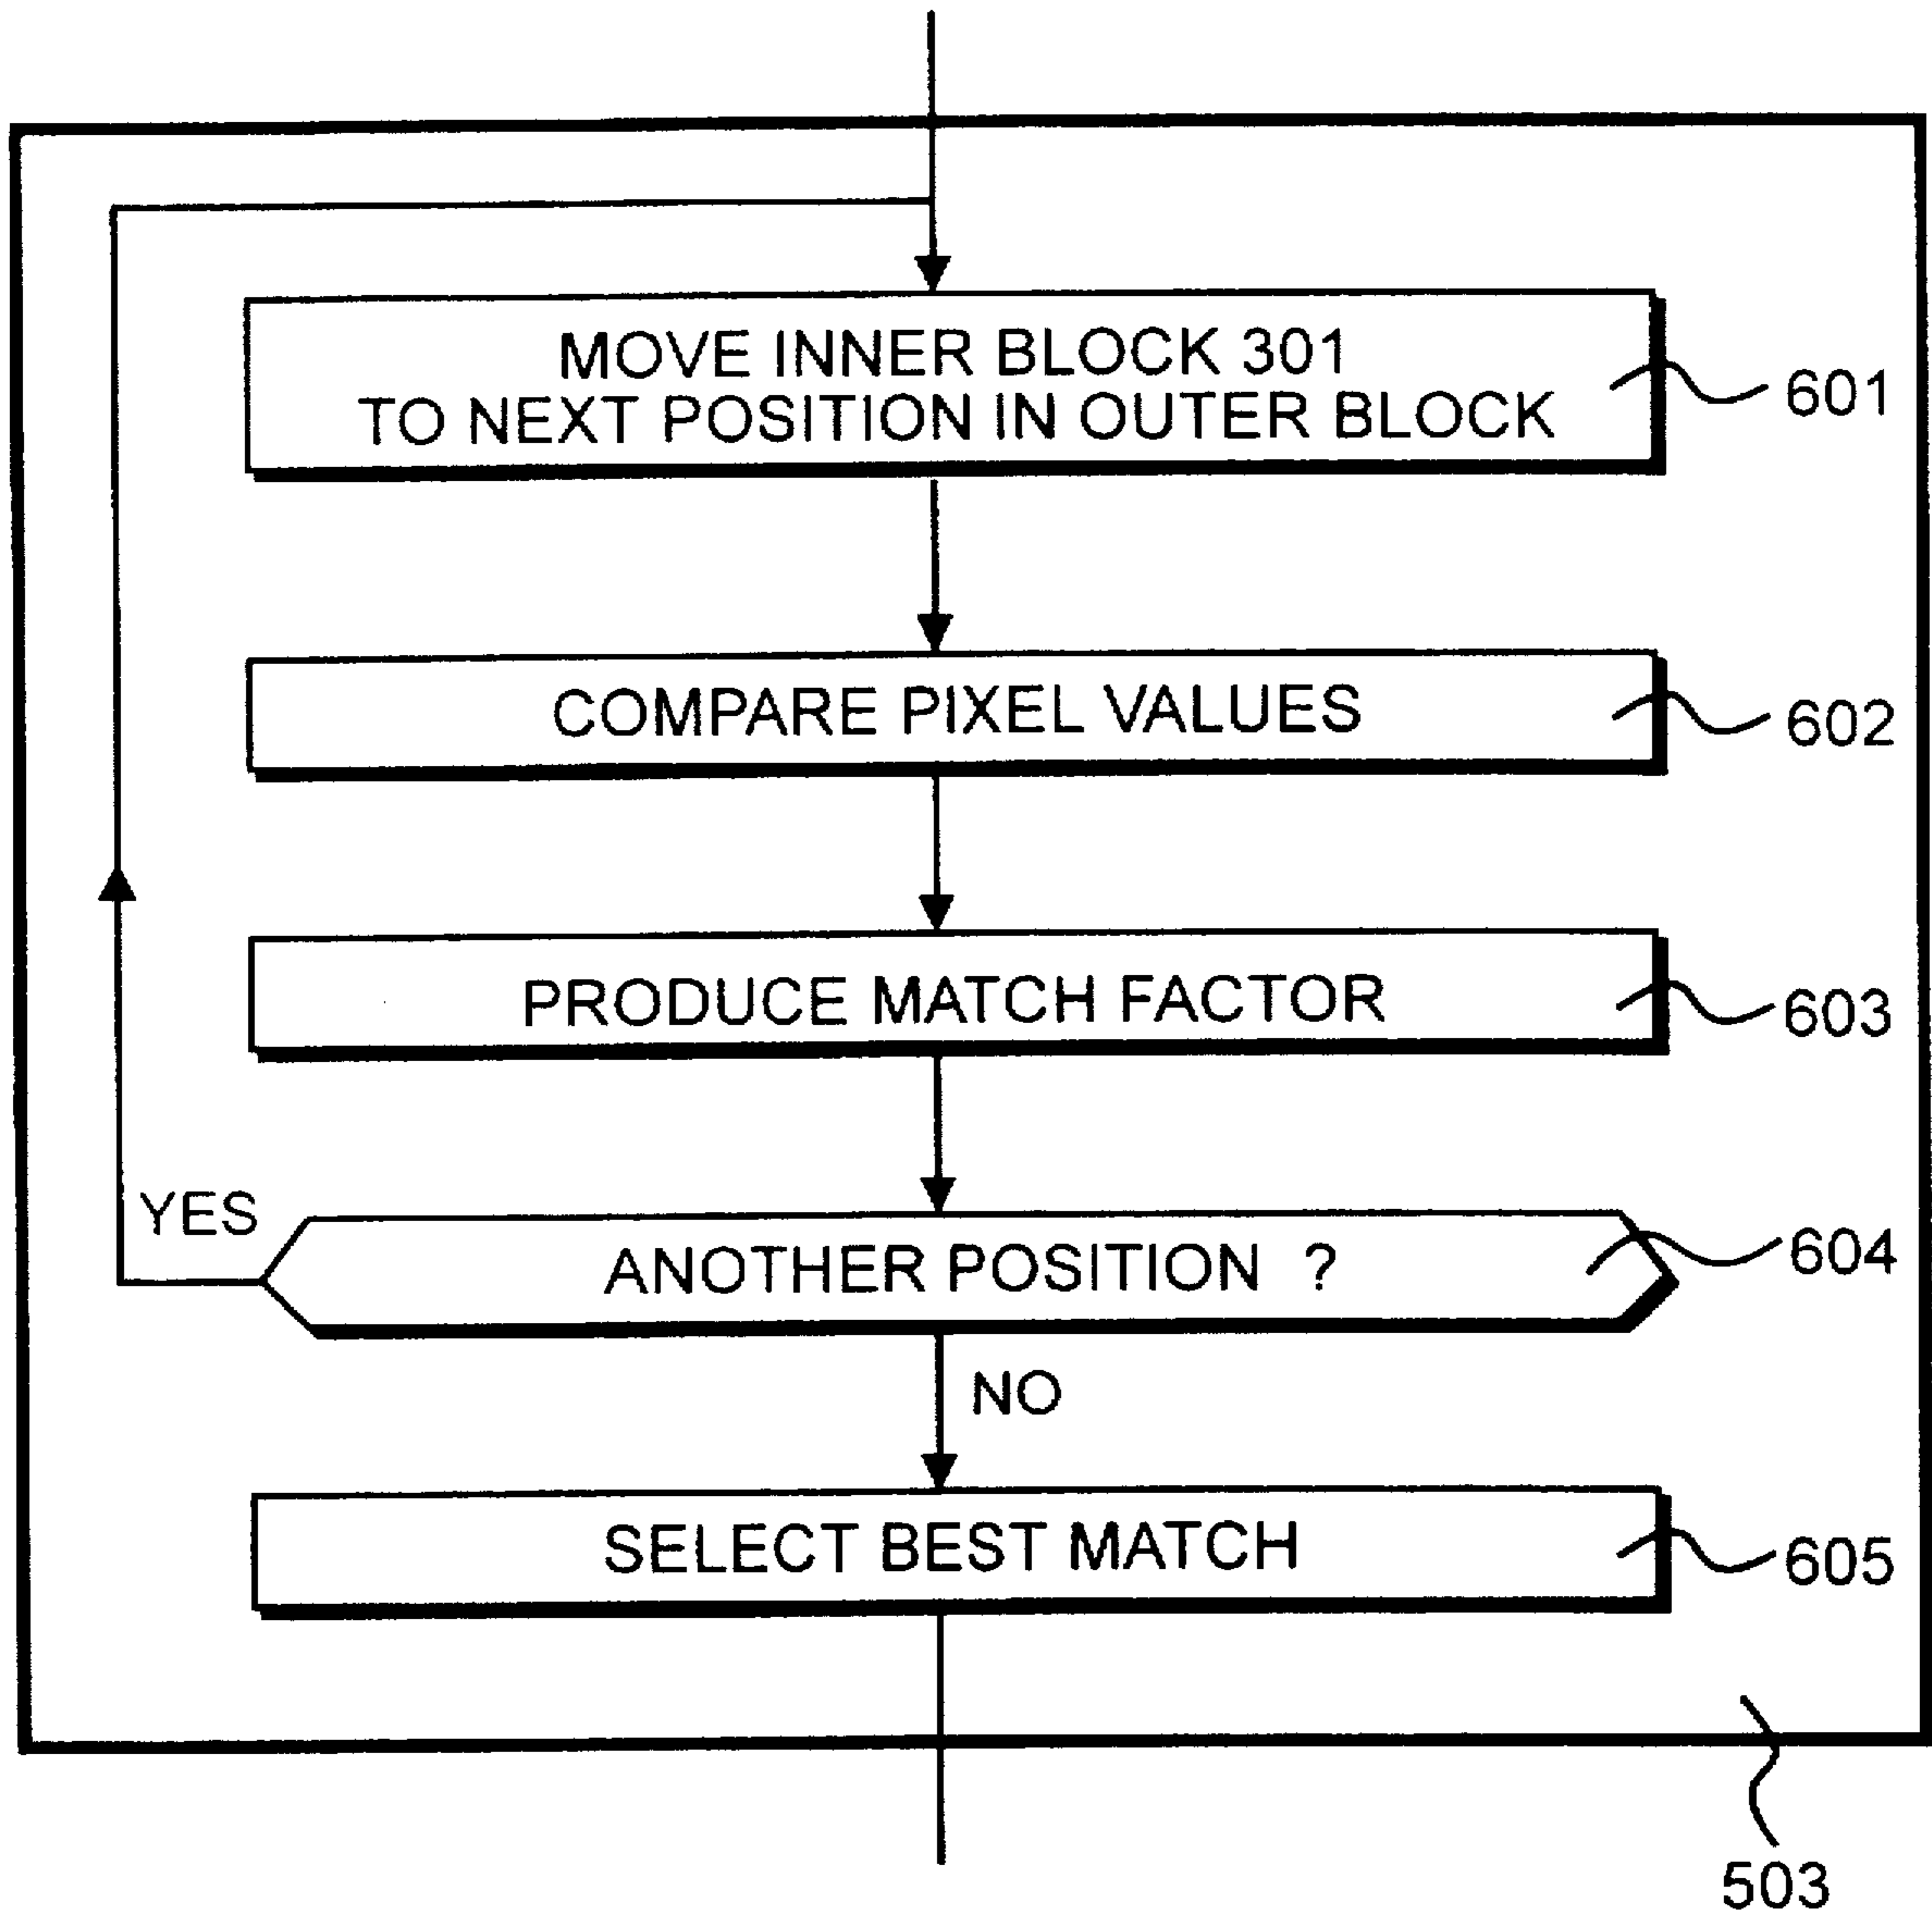 MOVE INNER BLOCK 301
TO NEXT POSITION IN OUTER BLOCK
601
COMPARE PIXEL VALUES
602
PRODUCE MATCH FACTOR
603
YES
ANOTHER POSITION ?
604
NO
SELECT BEST MATCH
605
503